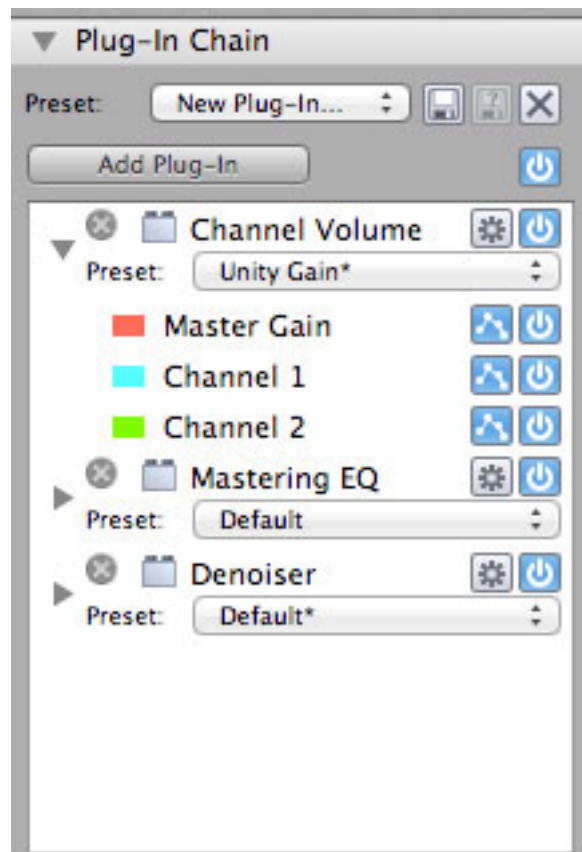 Plug-In Chain
Preset: New Plug-In...
Add Plug-In
Channel Volume
Preset: Unity Gain*
Master Gain
Channel 1
Channel 2
Mastering EQ
Preset: Default
Denoiser
Preset: Default*